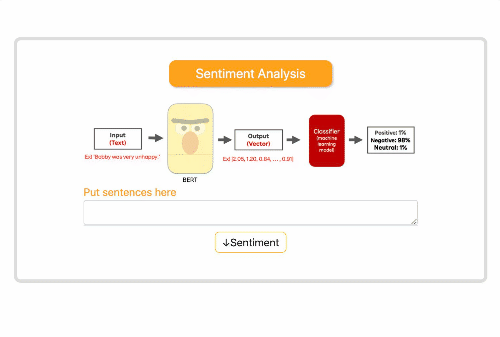 Sentiment Analysis
Input
(Text)
Ex) "Bobby was very unhappy."
BERT
Output
(Vector)
Ex) [2.05, 1.20, 0.64, ... , 0.91]
Classifier
(machine
learning
model)
Positive: 1%
Negative: 98%
Neutral: 1%
Put sentences here
↓Sentiment